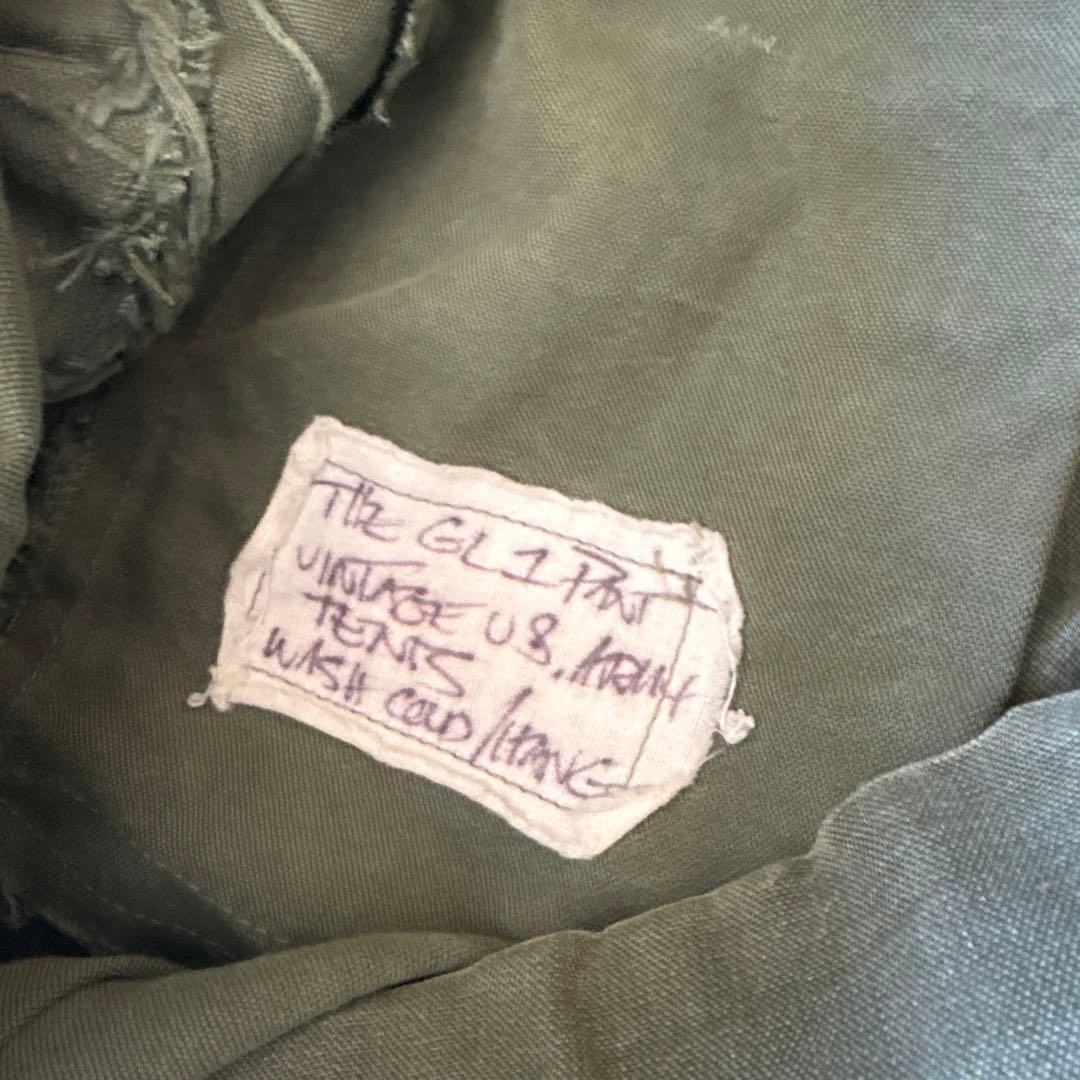 THE GL1 PANT
VINTAGE U.S. ARMY
TENTS
WASH COLD/HANG